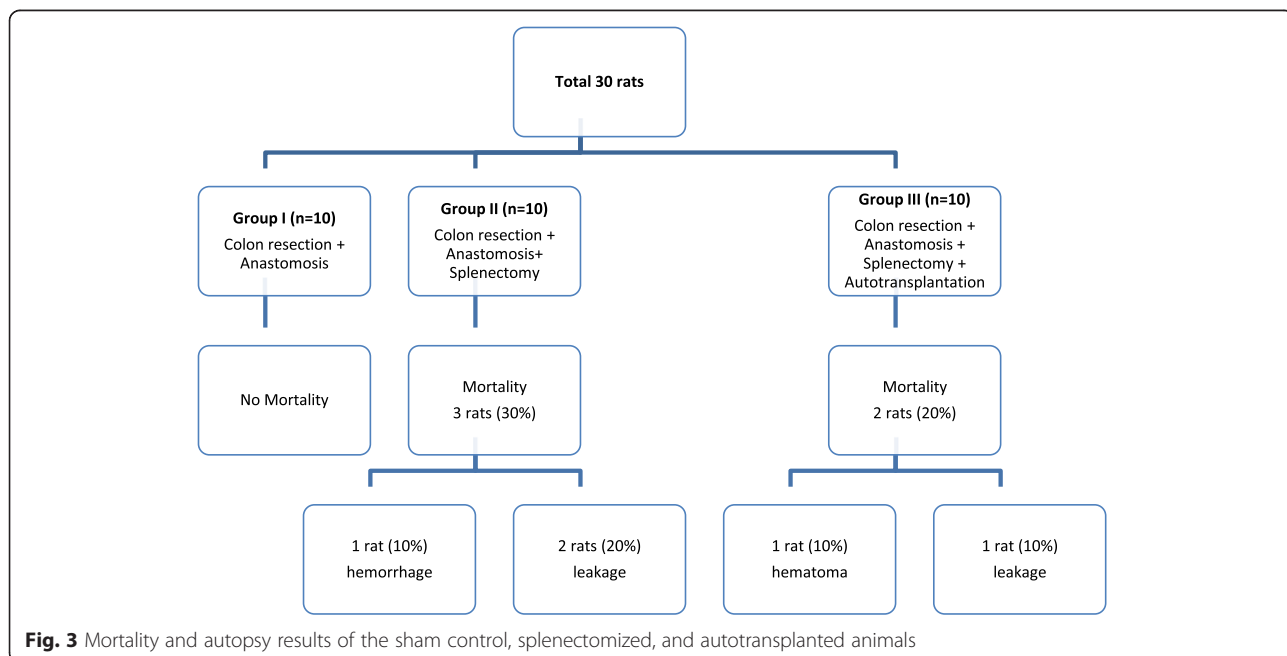 Total 30 rats
Group I (n=10)
Colon resection +
Anastomosis
Group II (n=10)
Colon resection +
Anastomosis+
Splenectomy
Group III (n=10)
Colon resection +
Anastomosis +
Splenectomy +
Autotransplantation
No Mortality
Mortality
3 rats (30%)
Mortality
2 rats (20%)
1 rat (10%)
hemorrhage
2 rats (20%)
leakage
1 rat (10%)
hematoma
1 rat (10%)
leakage
Fig. 3 Mortality and autopsy results of the sham control, splenectomized, and autotransplanted animals